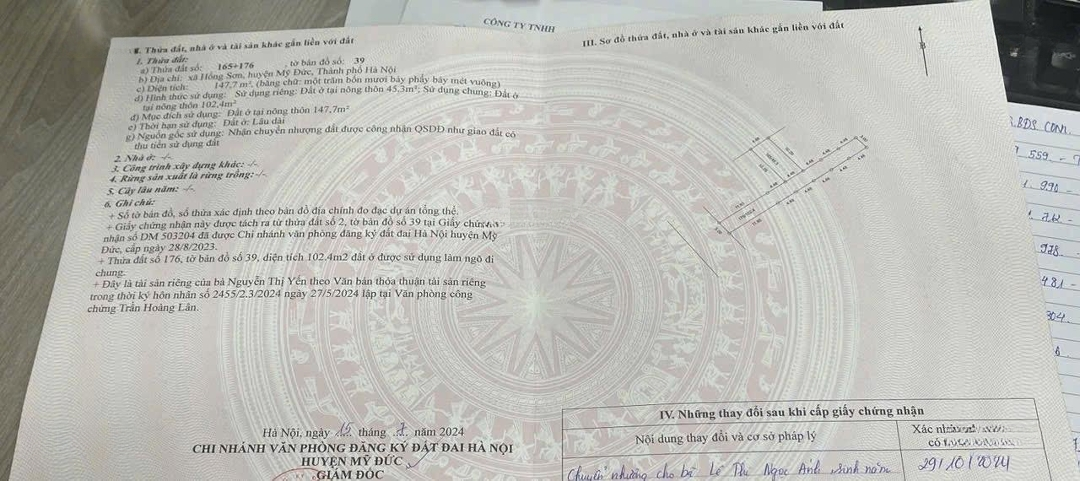 CÔNG TY TNHH
II. Thửa đất, nhà ở và tài sản khác gắn liền với đất
1. Thửa đất:
a) Thửa đất số: 165+176 , tờ bản đồ số: 39
b) Địa chỉ: xã Hồng Sơn, huyện Mỹ Đức, Thành phố Hà Nội
c) Diện tích: 147,7 m², (bằng chữ: một trăm bốn mươi bảy phẩy bảy mét vuông)
d) Hình thức sử dụng: Sử dụng riêng: Đất ở tại nông thôn 45,3m²; Sử dụng chung: Đất ở
tại nông thôn 102,4m²
đ) Mục đích sử dụng: Đất ở tại nông thôn 147,7m²
e) Thời hạn sử dụng: Đất ở: Lâu dài
g) Nguồn gốc sử dụng: Nhận chuyển nhượng đất được công nhận QSDĐ như giao đất có
thu tiền sử dụng đất
2. Nhà ở: -/-
3. Công trình xây dựng khác: -/-
4. Rừng sản xuất là rừng trồng: -/-
5. Cây lâu năm: -/-
6. Ghi chú:
+ Số tờ bản đồ, số thửa xác định theo bản đồ địa chính đo đạc dự án tổng thể.
+ Giấy chứng nhận này được tách ra từ thửa đất số 2, tờ bản đồ số 39 tại Giấy chứng
nhận số DM 503204 đã được Chi nhánh văn phòng đăng ký đất đai Hà Nội huyện Mỹ
Đức, cấp ngày 28/8/2023.
+ Thửa đất số 176, tờ bản đồ số 39, diện tích 102.4m2 đất ở được sử dụng làm ngõ đi
chung.
+ Đây là tài sản riêng của bà Nguyễn Thị Yến theo Văn bản thỏa thuận tài sản riêng
trong thời kỳ hôn nhân số 2455/2.3/2024 ngày 27/5/2024 lập tại Văn phòng công
chứng Trần Hoàng Lân.
Hà Nội, ngày 12 tháng 7 năm 2024
CHI NHÁNH VĂN PHÒNG ĐĂNG KÝ ĐẤT ĐAI HÀ NỘI
HUYỆN MỸ ĐỨC
GIÁM ĐỐC
III. Sơ đồ thửa đất, nhà ở và tài sản khác gắn liền với đất
IV. Những thay đổi sau khi cấp giấy chứng nhận
Nội dung thay đổi và cơ sở pháp lý
Xác
có
Chuyển nhượng cho bà Lê Thu Ngọc Anh sinh năm
29/10/2024
BDS
559 -
990 -
712 -
978
481 -
304